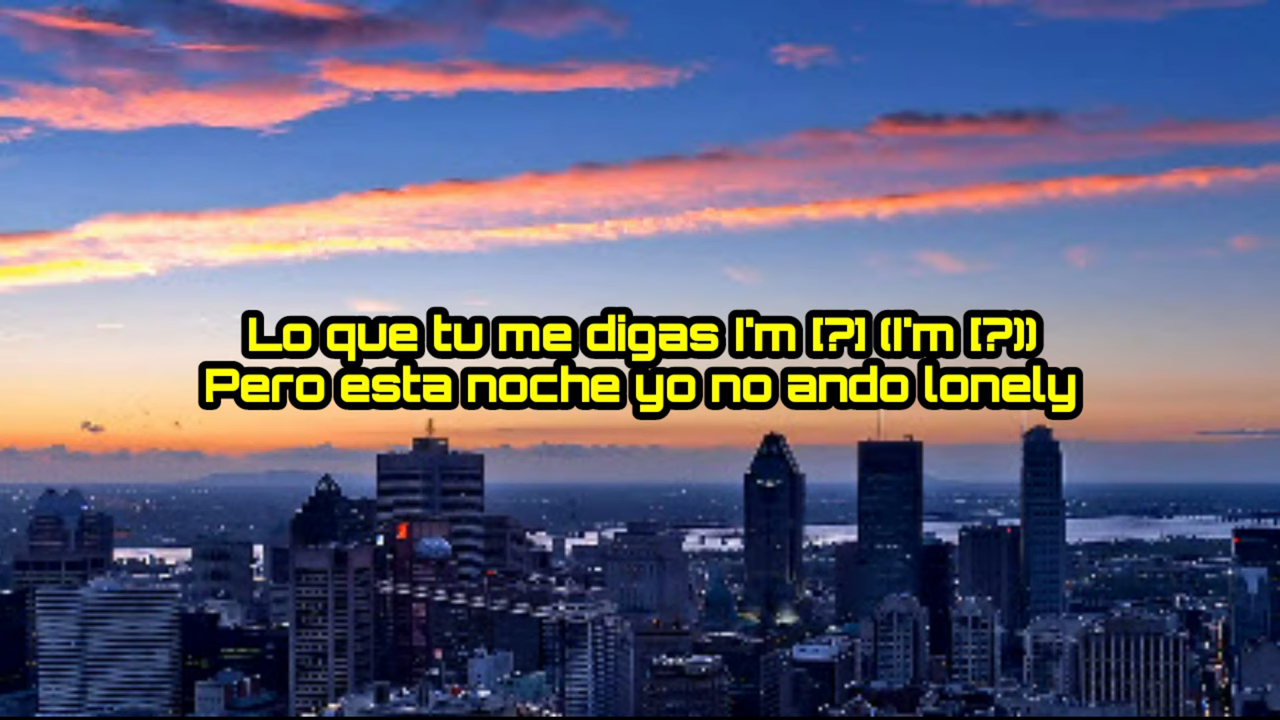 Lo que tu me digas I'm [?] (I'm [?])
Pero esta noche yo no ando lonely